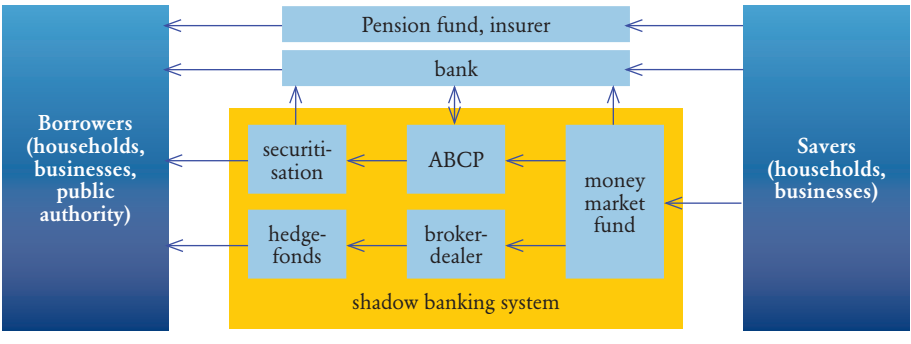 Pension fund, insurer
bank
Borrowers
(households,
businesses,
public
authority)
securiti-
sation
ABCP
money
market
fund
Savers
(households,
businesses)
hedge-
fonds
broker-
dealer
shadow banking system